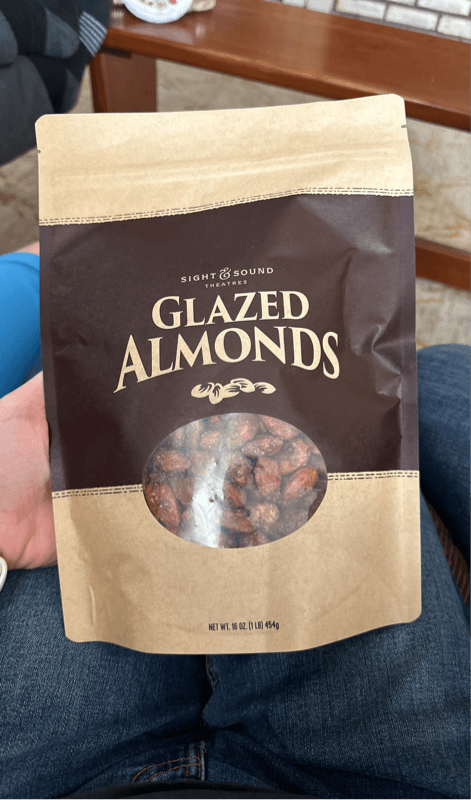 SIGHT & SOUND
THEATRES
GLAZED
ALMONDS
NET WT. 16 OZ. (1 LB) 454g